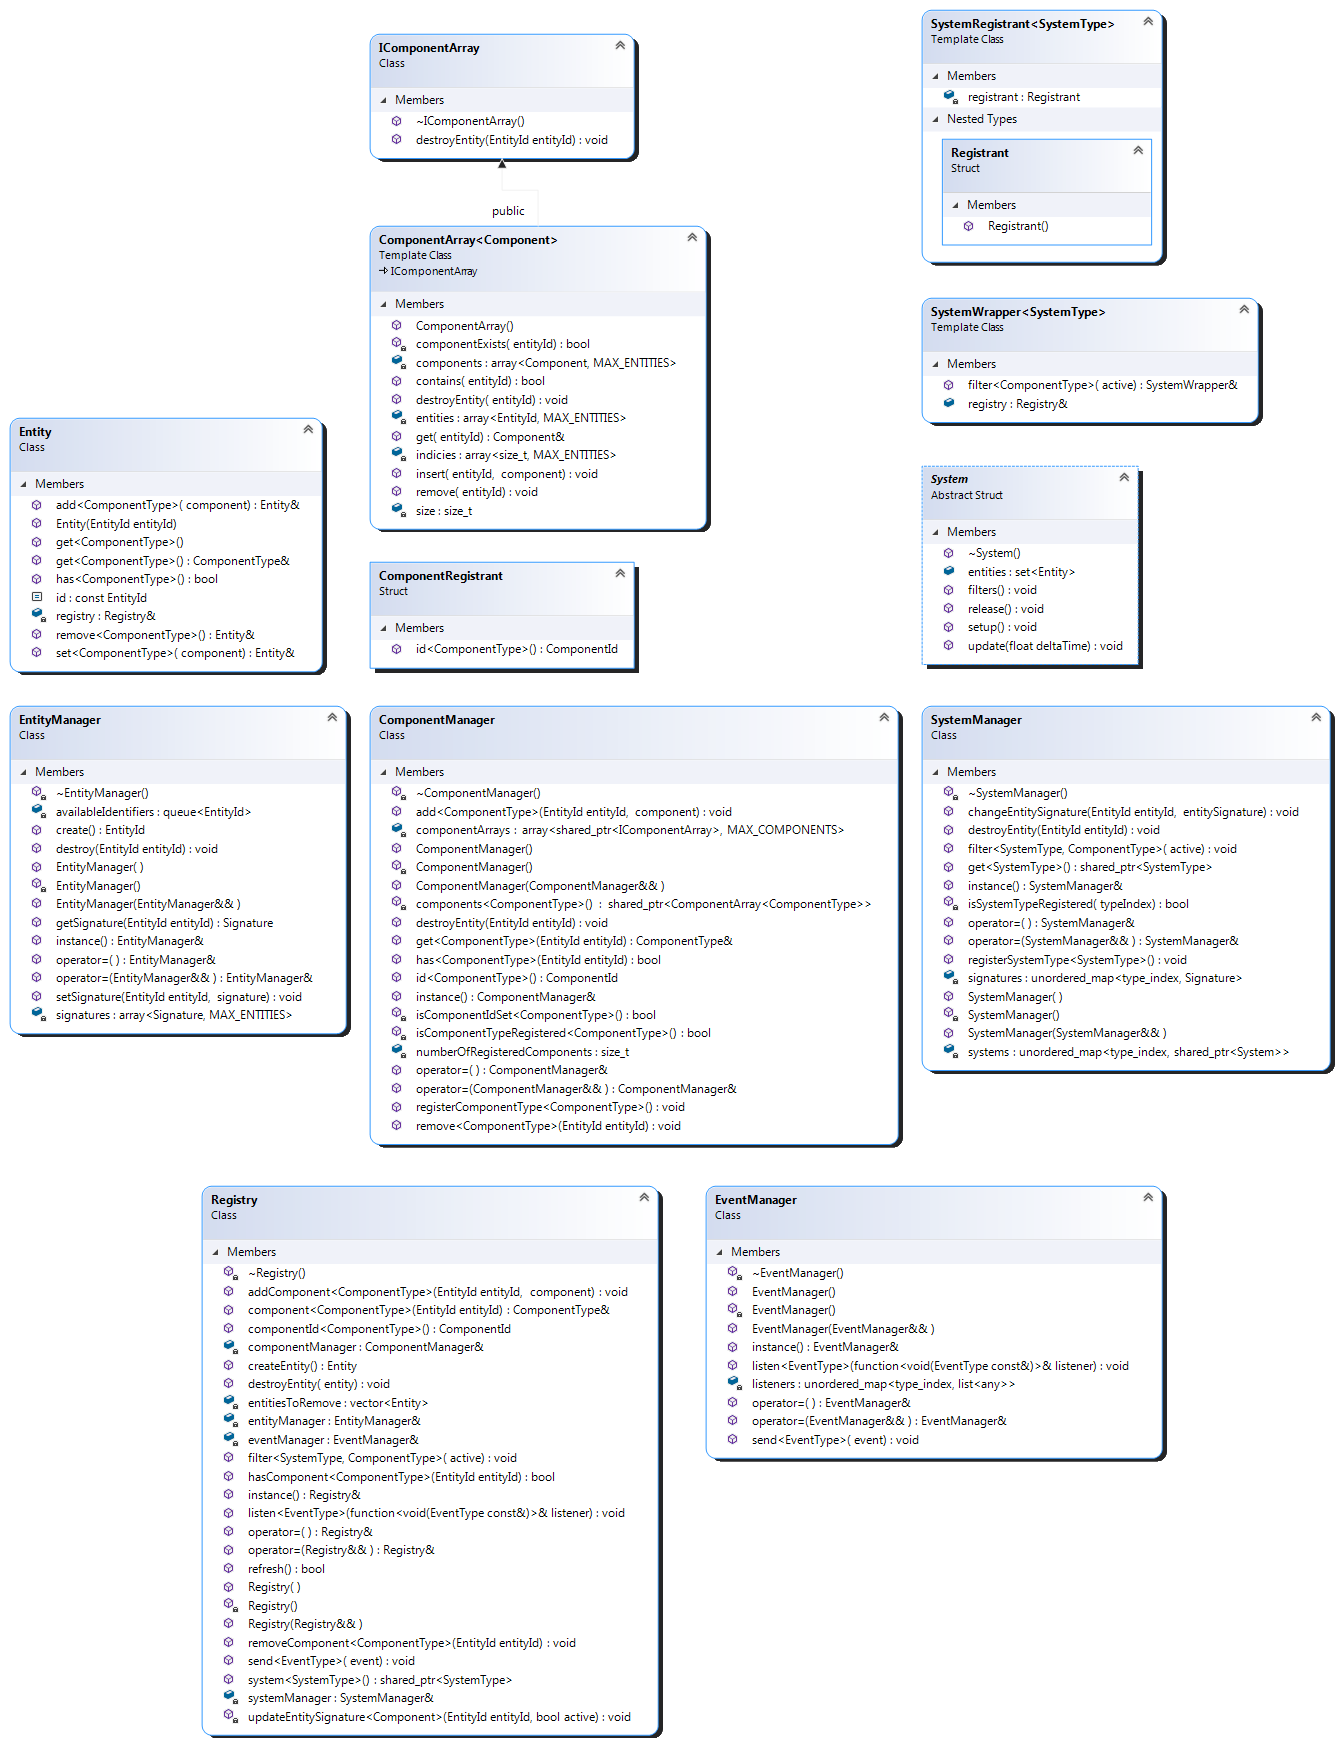 IComponentArray
Class
Members
~IComponentArray()
destroyEntity(EntityId entityId) : void
public
SystemRegistrant<SystemType>
Template Class
Members
registrant : Registrant
Nested Types
Registrant
Struct
Members
Registrant()
ComponentArray<Component>
Template Class
IComponentArray
Members
ComponentArray()
componentExists( entityId) : bool
components : array<Component, MAX_ENTITIES>
contains( entityId) : bool
destroyEntity( entityId) : void
entities : array<EntityId, MAX_ENTITIES>
get( entityId) : Component&
indicies : array<size_t, MAX_ENTITIES>
insert( entityId,  component) : void
remove( entityId) : void
size : size_t
SystemWrapper<SystemType>
Template Class
Members
filter<ComponentType>( active) : SystemWrapper&
registry : Registry&
Entity
Class
Members
add<ComponentType>( component) : Entity&
Entity(EntityId entityId)
get<ComponentType>()
get<ComponentType>() : ComponentType&
has<ComponentType>() : bool
id : const EntityId
registry : Registry&
remove<ComponentType>() : Entity&
set<ComponentType>( component) : Entity&
ComponentRegistrant
Struct
Members
id<ComponentType>() : ComponentId
System
Abstract Struct
Members
~System()
entities : set<Entity>
filters() : void
release() : void
setup() : void
update(float deltaTime) : void
EntityManager
Class
Members
~EntityManager()
availableIdentifiers : queue<EntityId>
create() : EntityId
destroy(EntityId entityId) : void
EntityManager( )
EntityManager()
EntityManager(EntityManager&& )
getSignature(EntityId entityId) : Signature
instance() : EntityManager&
operator=( ) : EntityManager&
operator=(EntityManager&& ) : EntityManager&
setSignature(EntityId entityId,  signature) : void
signatures : array<Signature, MAX_ENTITIES>
ComponentManager
Class
Members
~ComponentManager()
add<ComponentType>(EntityId entityId,  component) : void
componentArrays : array<shared_ptr<IComponentArray>, MAX_COMPONENTS>
ComponentManager()
ComponentManager()
ComponentManager(ComponentManager&& )
components<ComponentType>() : shared_ptr<ComponentArray<ComponentType>>
destroyEntity(EntityId entityId) : void
get<ComponentType>(EntityId entityId) : ComponentType&
has<ComponentType>(EntityId entityId) : bool
id<ComponentType>() : ComponentId
instance() : ComponentManager&
isComponentIdSet<ComponentType>() : bool
isComponentTypeRegistered<ComponentType>() : bool
numberOfRegisteredComponents : size_t
operator=( ) : ComponentManager&
operator=(ComponentManager&& ) : ComponentManager&
registerComponentType<ComponentType>() : void
remove<ComponentType>(EntityId entityId) : void
SystemManager
Class
Members
~SystemManager()
changeEntitySignature(EntityId entityId,  entitySignature) : void
destroyEntity(EntityId entityId) : void
filter<SystemType, ComponentType>( active) : void
get<SystemType>() : shared_ptr<SystemType>
instance() : SystemManager&
isSystemTypeRegistered( typeIndex) : bool
operator=( ) : SystemManager&
operator=(SystemManager&& ) : SystemManager&
registerSystemType<SystemType>() : void
signatures : unordered_map<type_index, Signature>
SystemManager( )
SystemManager()
SystemManager(SystemManager&& )
systems : unordered_map<type_index, shared_ptr<System>>
Registry
Class
Members
~Registry()
addComponent<ComponentType>(EntityId entityId,  component) : void
component<ComponentType>(EntityId entityId) : ComponentType&
componentId<ComponentType>() : ComponentId
componentManager : ComponentManager&
createEntity() : Entity
destroyEntity( entity) : void
entitiesToRemove : vector<Entity>
entityManager : EntityManager&
eventManager : EventManager&
filter<SystemType, ComponentType>( active) : void
hasComponent<ComponentType>(EntityId entityId) : bool
instance() : Registry&
listen<EventType>(function<void(EventType const&)>& listener) : void
operator=( ) : Registry&
operator=(Registry&& ) : Registry&
refresh() : bool
Registry( )
Registry()
Registry(Registry&& )
removeComponent<ComponentType>(EntityId entityId) : void
send<EventType>( event) : void
system<SystemType>() : shared_ptr<SystemType>
systemManager : SystemManager&
updateEntitySignature<Component>(EntityId entityId, bool active) : void
EventManager
Class
Members
~EventManager()
EventManager()
EventManager()
EventManager(EventManager&& )
instance() : EventManager&
listen<EventType>(function<void(EventType const&)>& listener) : void
listeners : unordered_map<type_index, list<any>>
operator=( ) : EventManager&
operator=(EventManager&& ) : EventManager&
send<EventType>( event) : void